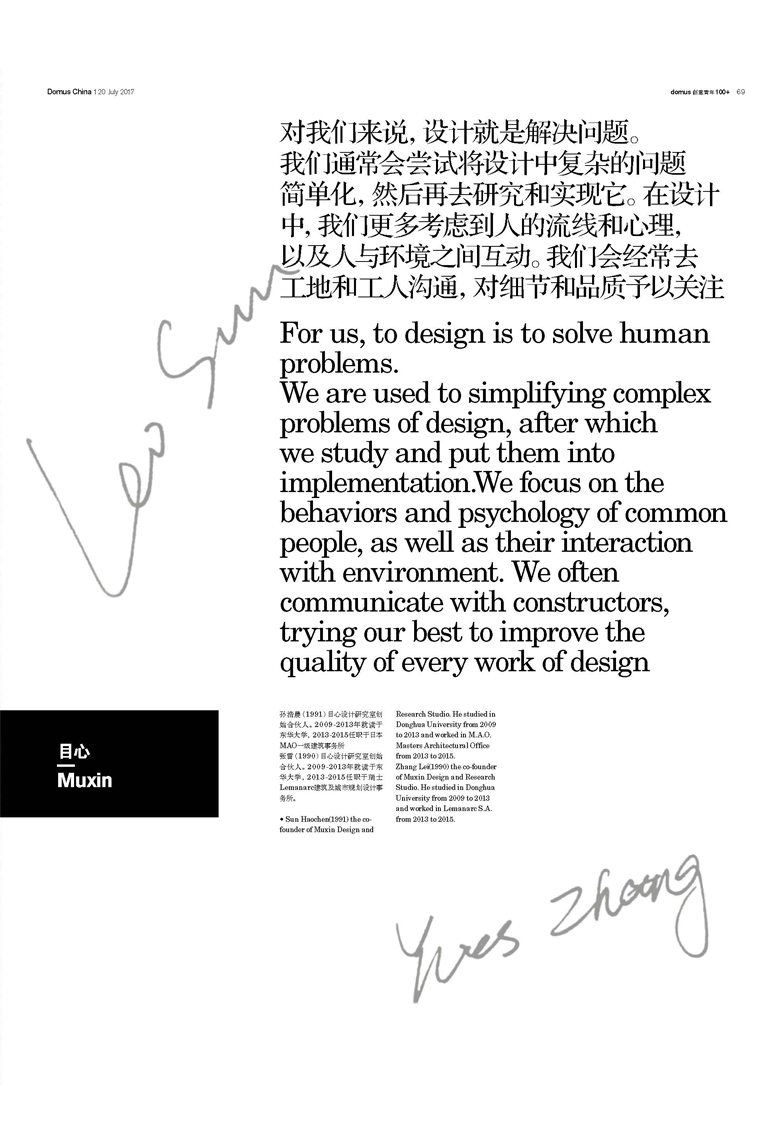 Domus China 120 July 2017
domus 创意青年100+ 69
对我们来说，设计就是解决问题。
我们通常会尝试将设计中复杂的问题
简单化，然后再去研究和实现它。在设计
中，我们更多考虑到人的流线和心理，
以及人与环境之间互动。我们会经常去
工地和工人沟通，对细节和品质予以关注
For us, to design is to solve human
problems.
We are used to simplifying complex
problems of design, after which
we study and put them into
implementation.We focus on the
behaviors and psychology of common
people, as well as their interaction
with environment. We often
communicate with constructors,
trying our best to improve the
quality of every work of design
Leo Sun
目心
Muxin
孙浩晨（1991）目心设计研究室创
始合伙人。2009-2013年就读于
东华大学，2013-2015任职于日本
MAO一级建筑事务所
张雷（1990）目心设计研究室创始
合伙人。2009-2013年就读于东
华大学，2013-2015任职于瑞士
Lemanarc建筑及城市规划设计事
务所。
• Sun Haochen(1991) the co-
founder of Muxin Design and
Research Studio. He studied in
Donghua University from 2009
to 2013 and worked in M.A.O.
Masters Architectural Office
from 2013 to 2015.
Zhang Lei(1990) the co-founder
of Muxin Design and Research
Studio. He studied in Donghua
University from 2009 to 2013
and worked in Lemanarc S.A.
from 2013 to 2015.
Yves Zhang